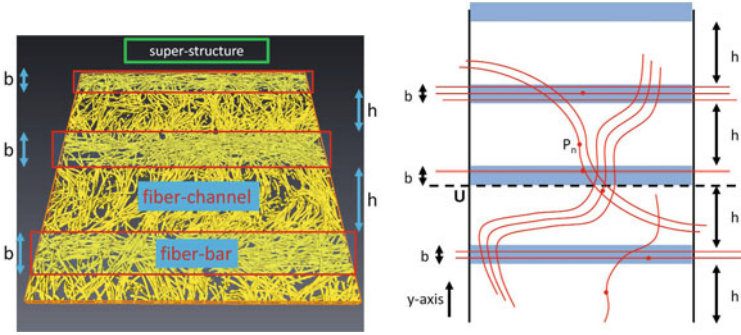 super-structure
b
h
b
fiber-channel
h
b
fiber-bar
h
b
h
Pn
b
U
h
b
y-axis
h